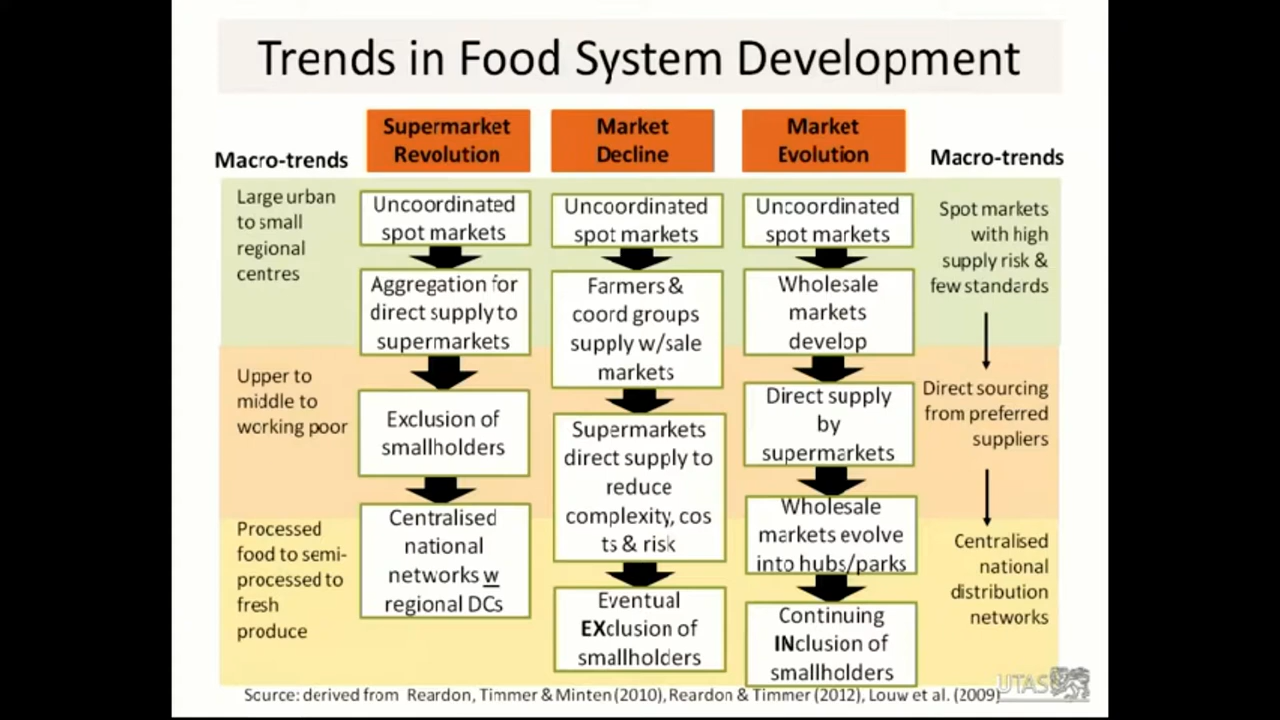 Trends in Food System Development
Macro-trends
Large urban
to small
regional
centres
Upper to
middle to
working poor
Processed
food to semi-
processed to
fresh
produce
Supermarket
Revolution
Uncoordinated
spot markets
Aggregation for
direct supply to
supermarkets
Exclusion of
smallholders
Centralised
national
networks w
regional DCs
Market
Decline
Uncoordinated
spot markets
Farmers &
coord groups
supply w/sale
markets
Supermarkets
direct supply to
reduce
complexity, cos
ts & risk
Eventual
EXclusion of
smallholders
Market
Evolution
Uncoordinated
spot markets
Wholesale
markets
develop
Direct supply
by
supermarkets
Wholesale
markets evolve
into hubs/parks
Continuing
INclusion of
smallholders
Macro-trends
Spot markets
with high
supply risk &
few standards
Direct sourcing
from preferred
suppliers
Centralised
national
distribution
networks
Source: derived from Reardon, Timmer & Minten (2010), Reardon & Timmer (2012), Louw et al. (2009)
UTAS